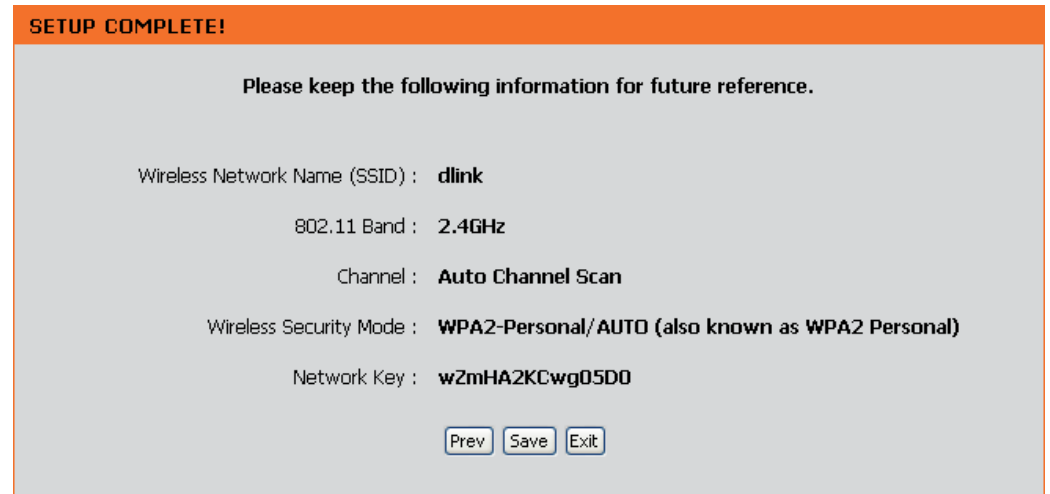 SETUP COMPLETE!
Please keep the following information for future reference.
Wireless Network Name (SSID) : dlink
802.11 Band : 2.4GHz
Channel : Auto Channel Scan
Wireless Security Mode : WPA2-Personal/AUTO (also known as WPA2 Personal)
Network Key : wZmHA2KCwg05D0
Prev Save Exit